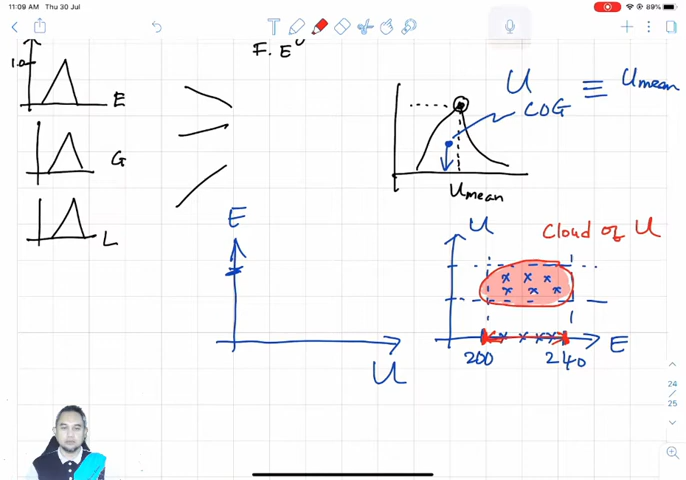 11:09 AM Thu 30 Jul
89%
1.0
E
G
L
U ≡ Umean
COG
Umean
E
U
U
Cloud of U
200
240
E
24
/
25